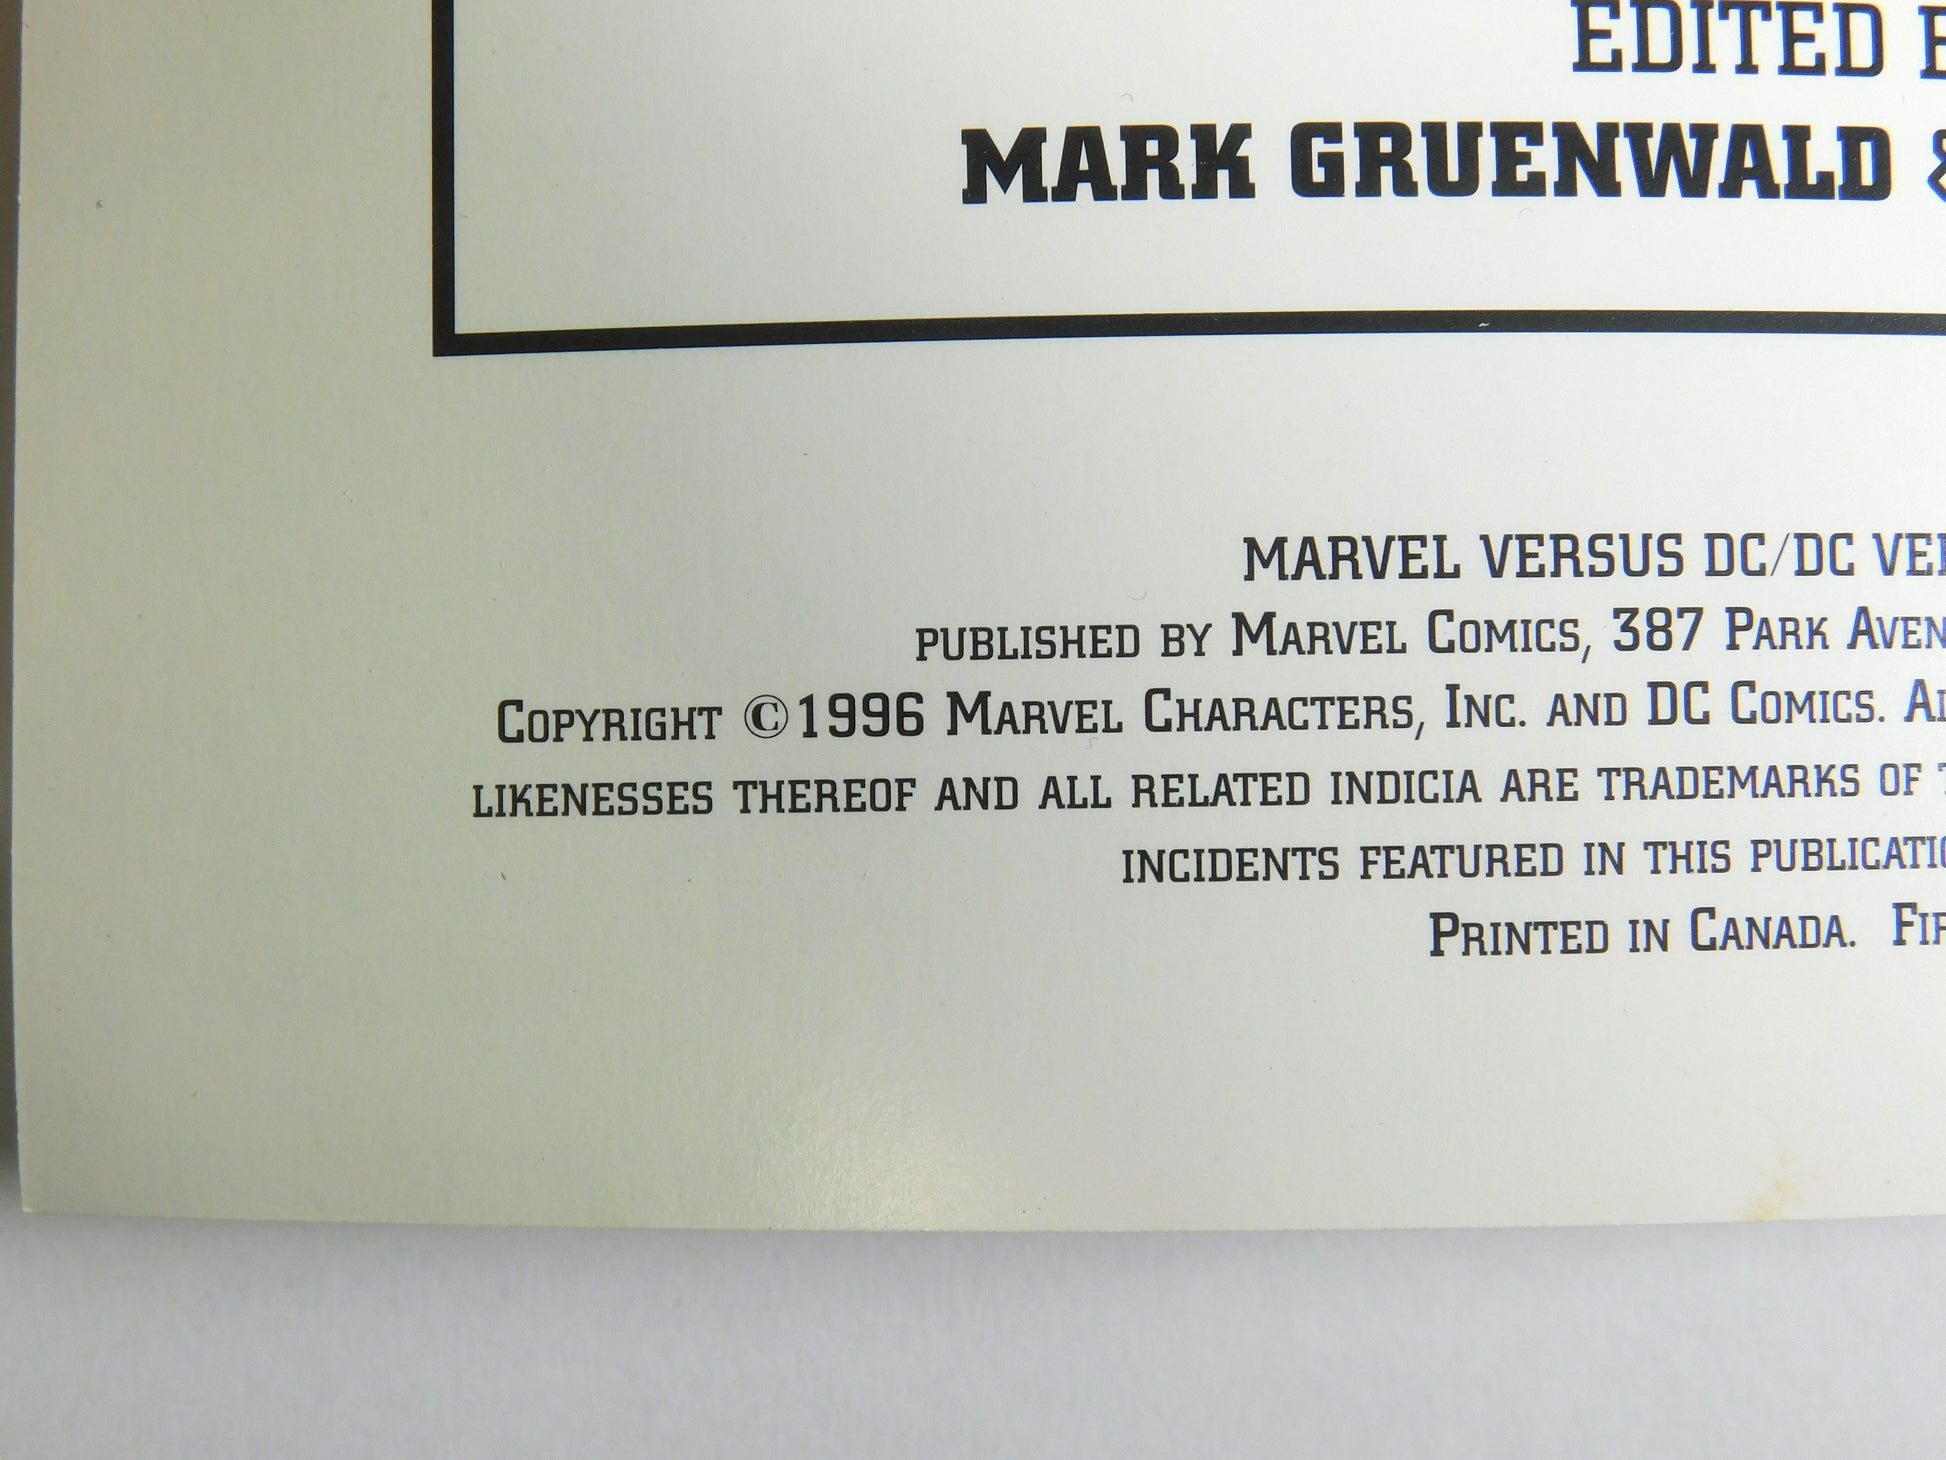 EDITED
MARK GRUENWALD &
MARVEL VERSUS DC/DC
PUBLISHED BY MARVEL COMICS, 387 PARK
COPYRIGHT ©1996 MARVEL CHARACTERS, INC. AND DC COMICS.
LIKENESSES THEREOF AND ALL RELATED INDICIA ARE TRADEMARKS OF
INCIDENTS FEATURED IN THIS
PRINTED IN CANADA.